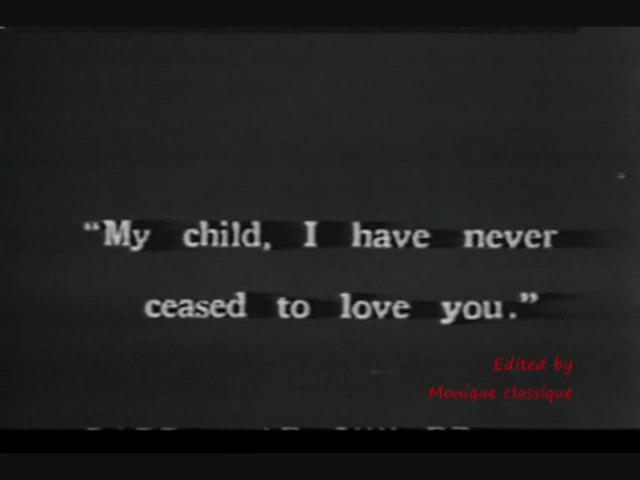 “My child, I have never
ceased to love you.”
Edited by
Monique classique